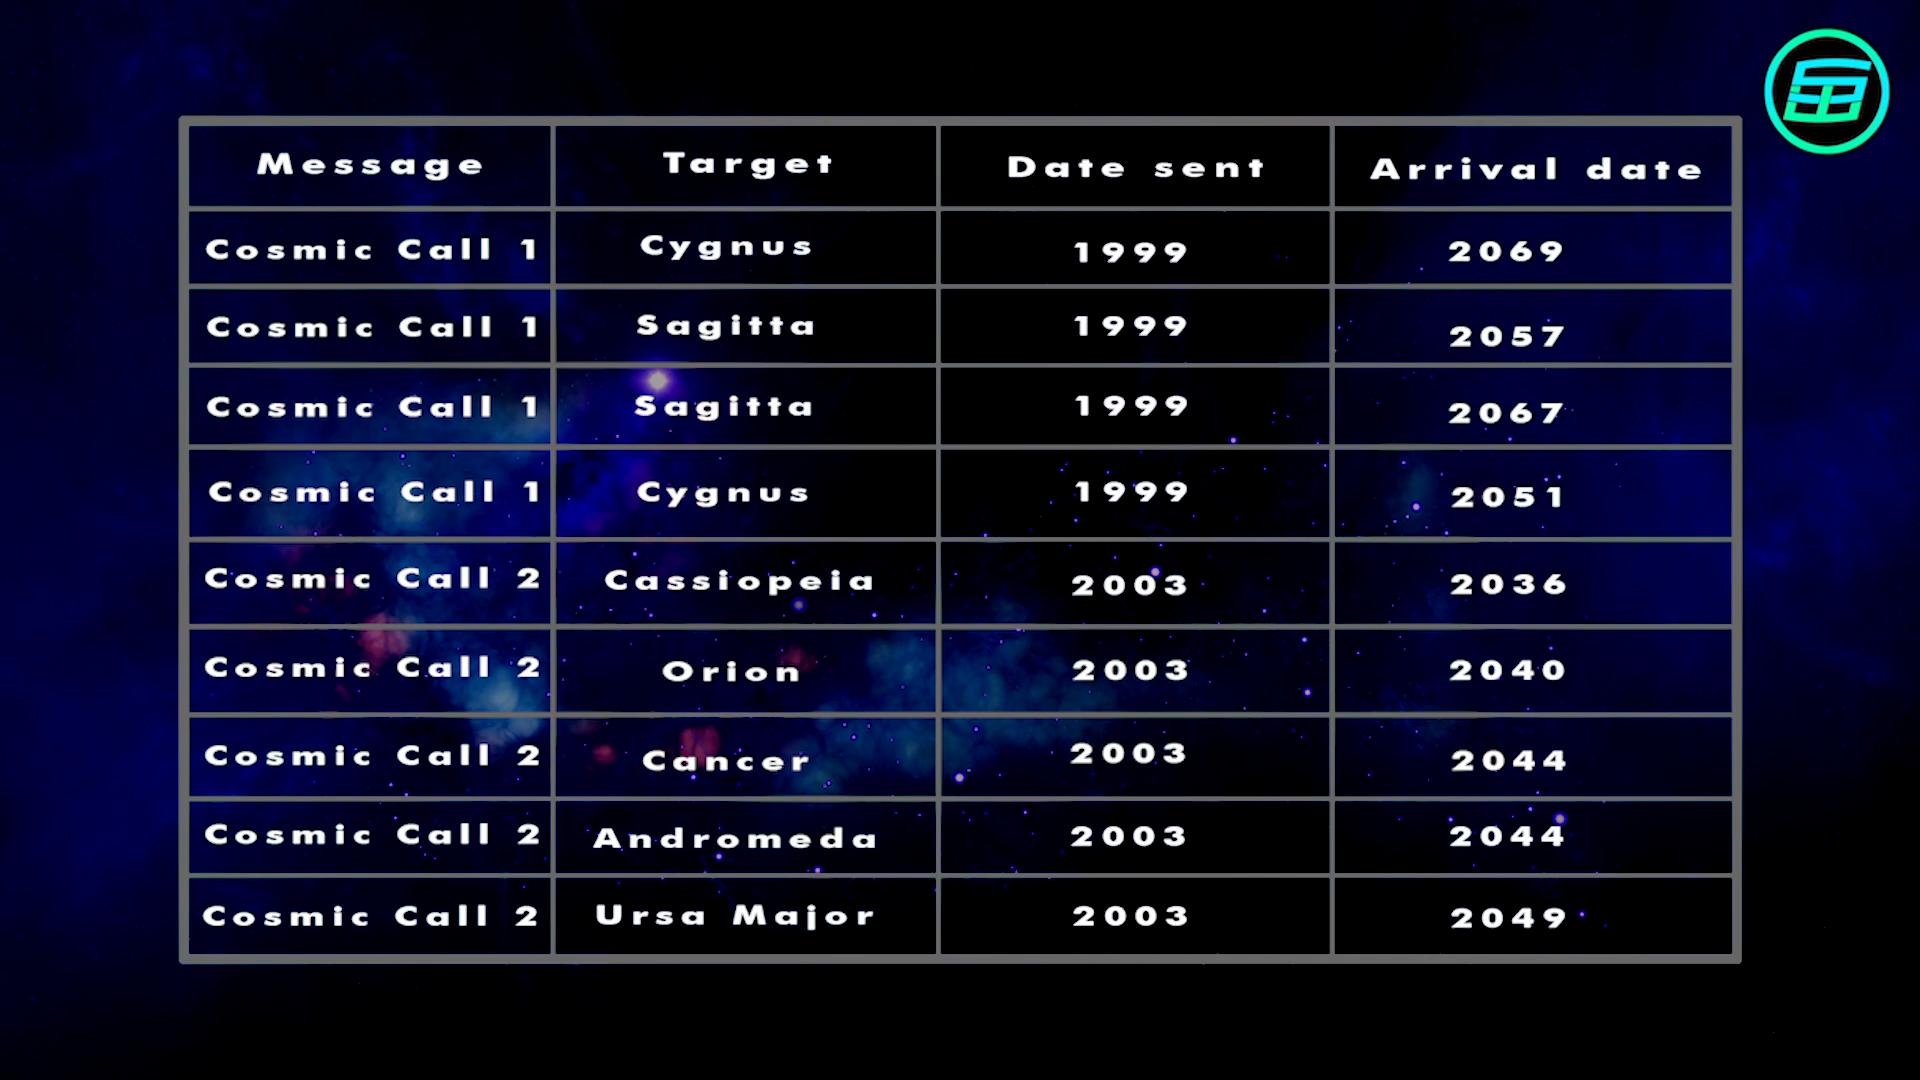 Message Target Date sent Arrival date
Cosmic Call 1 Cygnus 1999 2069
Cosmic Call 1 Sagitta 1999 2057
Cosmic Call 1 Sagitta 1999 2067
Cosmic Call 1 Cygnus 1999 2051
Cosmic Call 2 Cassiopeia 2003 2036
Cosmic Call 2 Orion 2003 2040
Cosmic Call 2 Cancer 2003 2044
Cosmic Call 2 Andromeda 2003 2044
Cosmic Call 2 Ursa Major 2003 2049